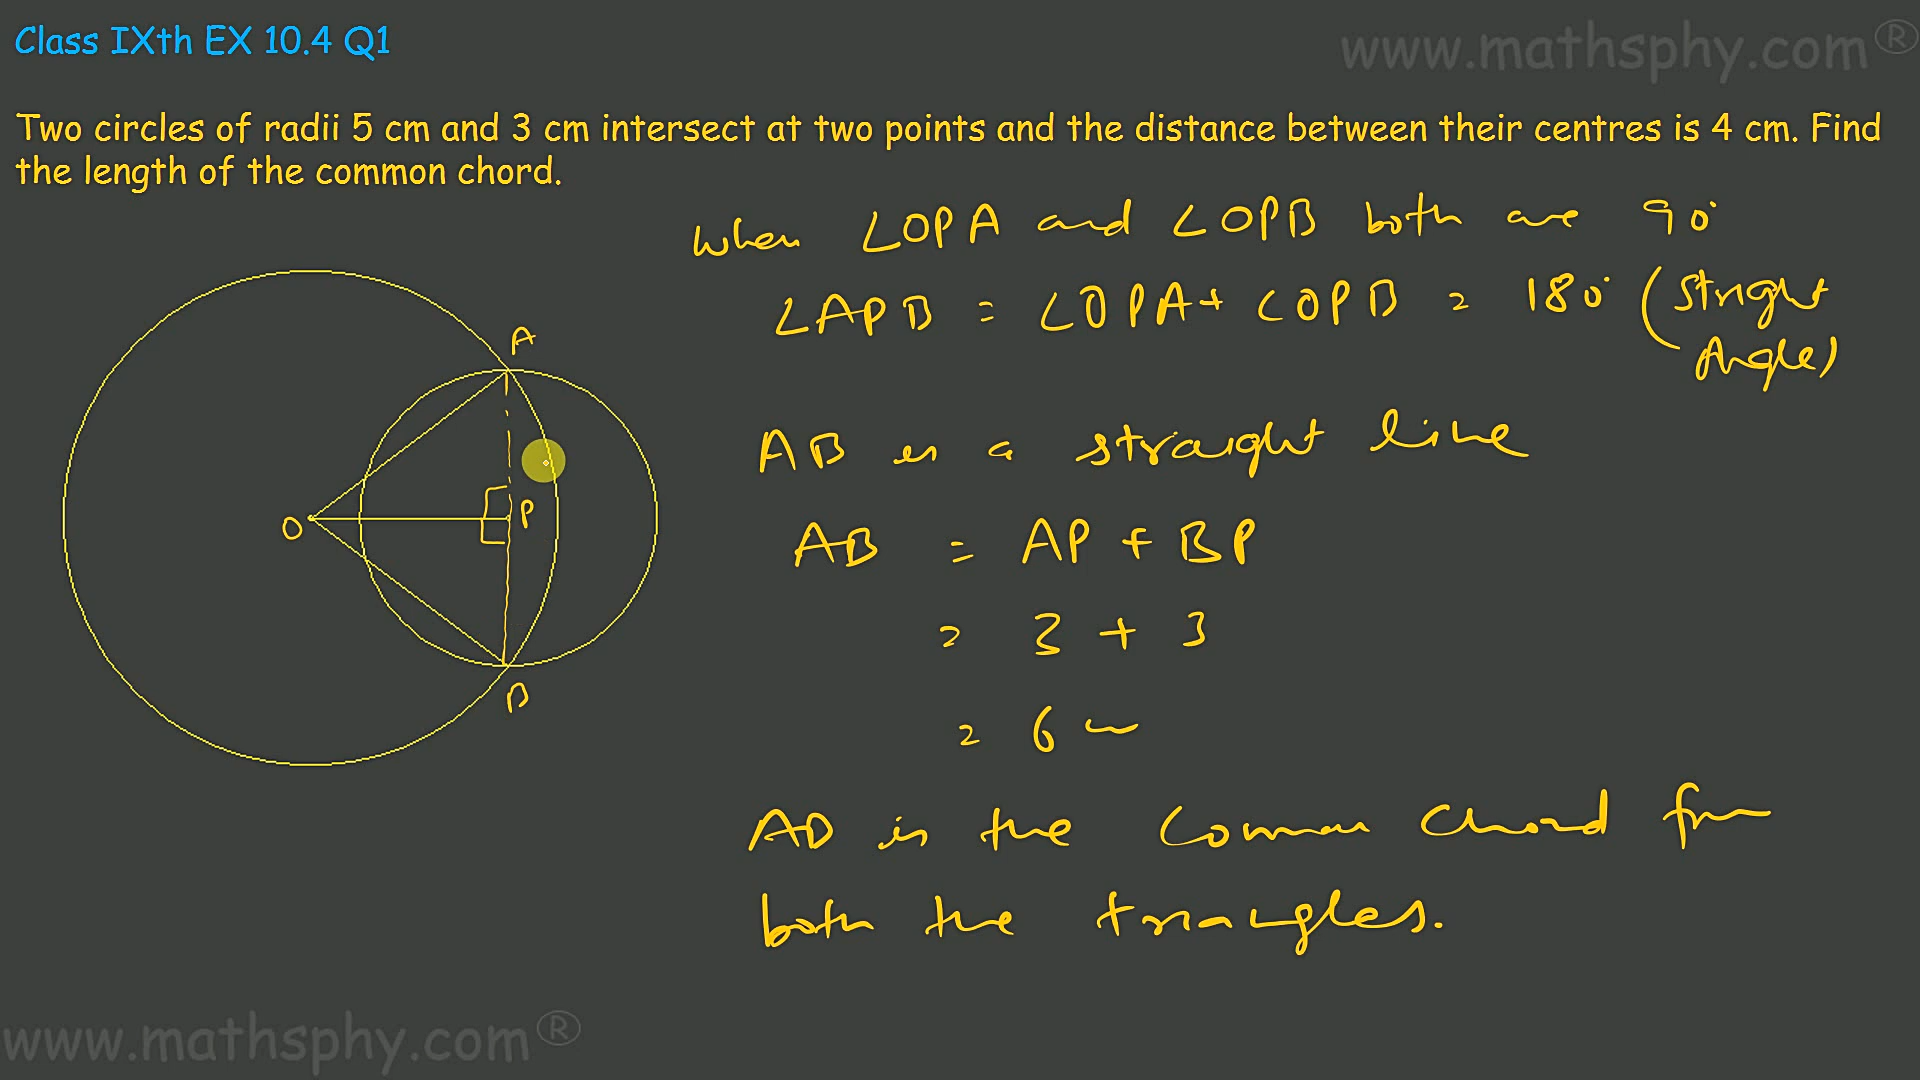 Class IXth EX 10.4 Q1
www.mathsphy.com®
Two circles of radii 5 cm and 3 cm intersect at two points and the distance between their centres is 4 cm. Find
the length of the common chord.
when ∠OPA and ∠OPB both are 90°
∠APB = ∠OPA + ∠OPB = 180° (Straight
Angle)
AB is a straight line
AB = AP + BP
= 3 + 3
= 6 cm
AB is the common chord from
both the triangles.
A
O
P
B
www.mathsphy.com®